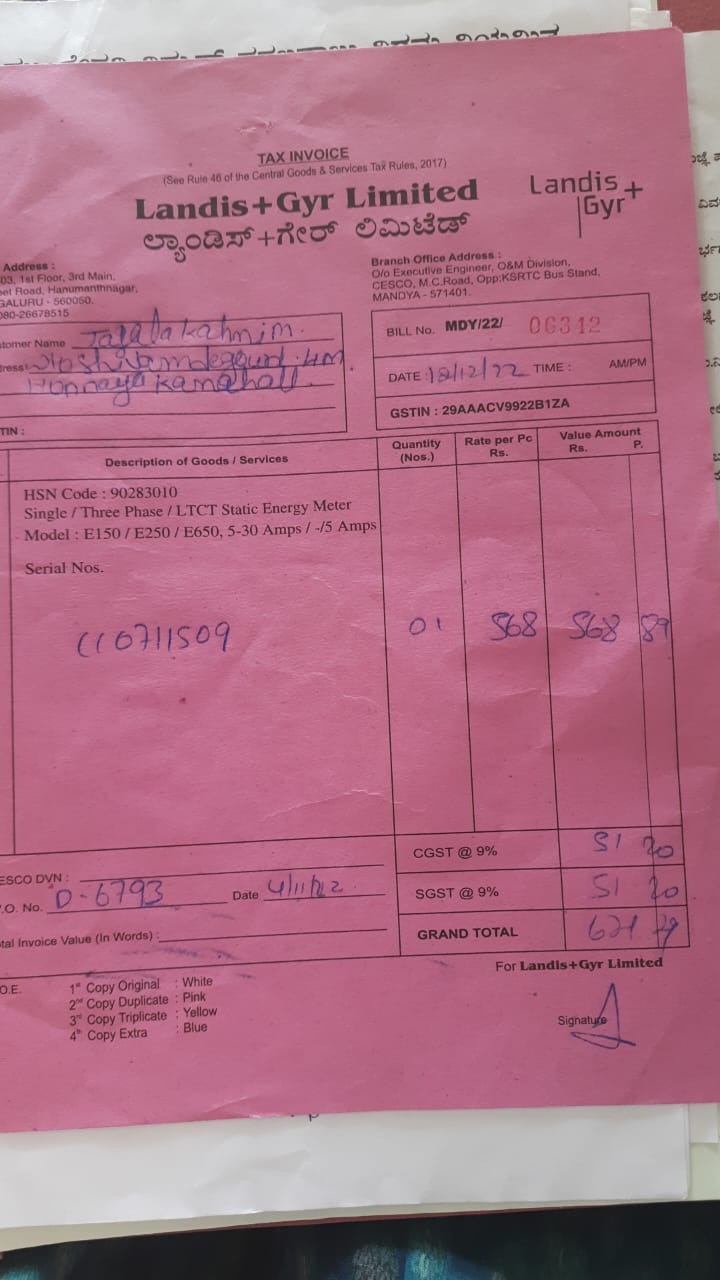 TAX INVOICE
(See Rule 46 of the Central Goods & Services Tax Rules, 2017)
Landis+Gyr Limited
ಲ್ಯಾಂಡಿಸ್+ಗೇರ್ ಲಿಮಿಟೆಡ್
Landis
Gyr+
Address :
03, 1st Floor, 3rd Main,
et Road, Hanumanthnagar,
GALURU - 560050.
080-26678515
Branch Office Address :
O/o Executive Engineer, O&M Division,
CESCO, M.C.Road, Opp:KSRTC Bus Stand,
MANDYA - 571401.
tomer Name
ress:
BILL No. MDY/22/ 06342
DATE : 12/22 TIME : AM/PM
GSTIN : 29AAACV9922B1ZA
TIN :
Description of Goods / Services
Quantity (Nos.)
Rate per Pc Rs.
Value Amount Rs. P.
HSN Code : 90283010
Single / Three Phase / LTCT Static Energy Meter
Model : E150 / E250 / E650, 5-30 Amps / -/5 Amps
Serial Nos.
01 568 568 89
CGST @ 9% 51 20
SGST @ 9% 51 20
GRAND TOTAL
ESCO DVN :
.O. No. D-6793 Date
tal Invoice Value (In Words) :
O.E.
1st Copy Original : White
2nd Copy Duplicate : Pink
3rd Copy Triplicate : Yellow
4th Copy Extra : Blue
For Landis+Gyr Limited
Signature